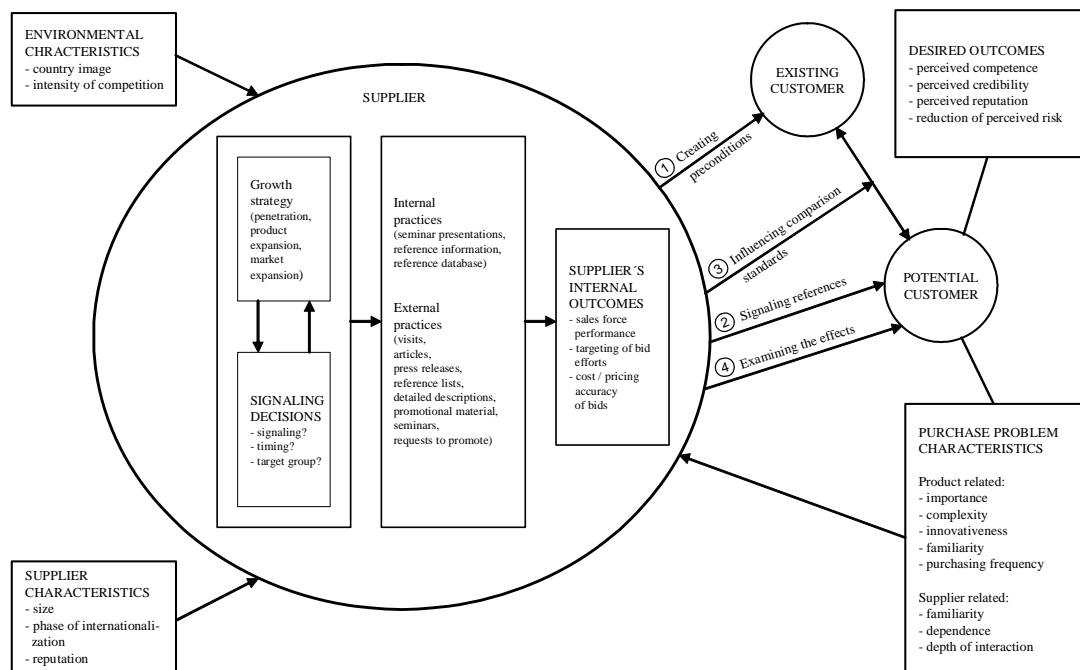 ENVIRONMENTAL
CHRACTERISTICS
- country image
- intensity of competition
SUPPLIER
Growth
strategy
(penetration,
product
expansion,
market
expansion)
SIGNALING
DECISIONS
- signaling?
- timing?
- target group?
Internal
practices
(seminar presentations,
reference information,
reference database)
External
practices
(visits,
articles,
press releases,
reference lists,
detailed descriptions,
promotional material,
seminars,
requests to promote)
SUPPLIER´S
INTERNAL
OUTCOMES
- sales force
performance
- targeting of bid
efforts
- cost / pricing
accuracy
of bids
SUPPLIER
CHARACTERISTICS
- size
- phase of internationali-
zation
- reputation
EXISTING
CUSTOMER
1 Creating
preconditions
3 Influencing comparison
standards
2 Signaling references
4 Examining the effects
POTENTIAL
CUSTOMER
DESIRED OUTCOMES
- perceived competence
- perceived credibility
- perceived reputation
- reduction of perceived risk
PURCHASE PROBLEM
CHARACTERISTICS
Product related:
- importance
- complexity
- innovativeness
- familiarity
- purchasing frequency
Supplier related:
- familiarity
- dependence
- depth of interaction